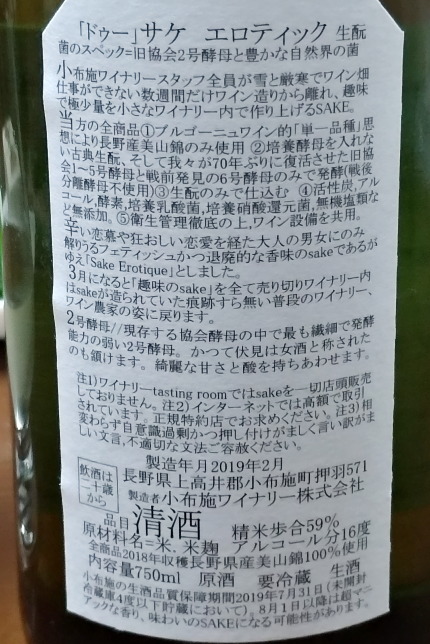 「ドゥー」サケ エロティック 生酛
菌のスペック=旧協会2号酵母と豊かな自然界の菌
小布施ワイナリースタッフ全員が雪と厳寒でワイン畑
仕事ができない数週間だけワイン造りから離れ、趣味
で極少量を小さなワイナリー内で作り上げるSAKE。
当方の全商品①ブルゴーニュワイン的「単一品種」思
想により長野産美山錦のみ使用 ②培養酵母を入れな
い古典生酛、そして我々が70年ぶりに復活させた旧協
会1～5号酵母と戦前発見の6号酵母のみで発酵(戦後
分離酵母不使用)③生酛のみで仕込む ④活性炭,アル
コール,酵素,培養乳酸菌,培養硝酸還元菌,無機塩類な
ど無添加。⑤衛生管理徹底の上,ワイン設備を共用。
辛い恋慕や狂おしい恋愛を経た大人の男女にのみ
解りうるフェティッシュかつ退廃的な香味のsakeであるが
ゆえ「Sake Erotique」としました。
3月になると「趣味のsake」を全て売り切りワイナリー内
はsakeが造られていた痕跡すら無い普段のワイナリー、
ワイン農家の姿に戻ります。
2号酵母//現存する協会酵母の中で最も繊細で発酵
能力の弱い2号酵母。かつて伏見は女酒と称された
のも頷けます。綺麗な甘さと酸を持ちあわせます。
注1)ワイナリーtasting roomではsakeを一切店頭販売
しておりません。注2)インターネットでは高額で取引
されています。正規特約店でお求めください。注3)相
変わらず自意識過剰かつ押し付けがましく言い訳がま
しい文言,不適切な文法ご容赦ください。
製造年月2019年2月
飲酒は
二十歳
から
長野県上高井郡小布施町押羽571
製造者小布施ワイナリー株式会社
品目清酒 精米歩合59%
原材料名=米.米麹 アルコール分16度
全商品2018年収穫長野県産美山錦100%使用
内容量750ml 原酒 要冷蔵 生酒
小布施の生酒品質保障期間2019年7月31日(未開封
冷蔵庫4度以下貯蔵において)。8月1日以降は超マニ
アックな香り、味わいのSAKEになる可能性があります。